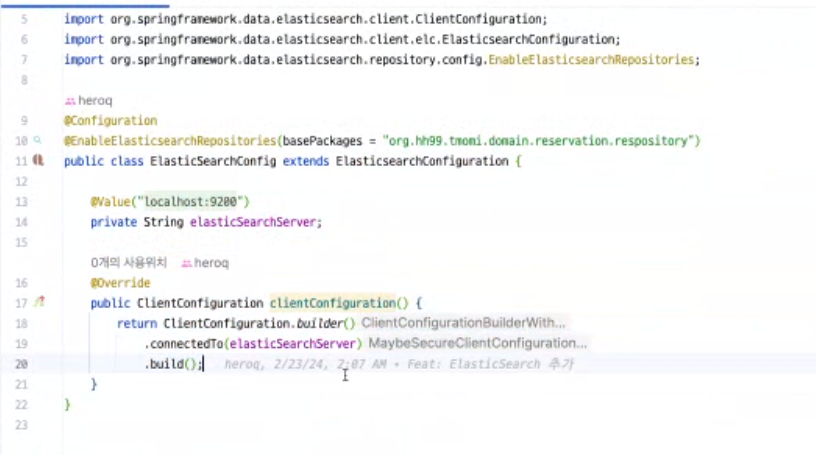 5 import org.springframework.data.elasticsearch.client.ClientConfiguration;
6 import org.springframework.data.elasticsearch.client.elc.ElasticsearchConfiguration;
7 import org.springframework.data.elasticsearch.repository.config.EnableElasticsearchRepositories;
8
heroq
9 @Configuration
10 @EnableElasticsearchRepositories(basePackages = "org.hh99.tmomi.domain.reservation.respository")
11 public class ElasticSearchConfig extends ElasticsearchConfiguration {
12
13 @Value("localhost:9200")
14 private String elasticSearchServer;
15
0개의 사용위치 heroq
16 @Override
17 public ClientConfiguration clientConfiguration() {
18 return ClientConfiguration.builder() ClientConfigurationBuilderWith...
19 .connectedTo(elasticSearchServer) MaybeSecureClientConfiguration...
20 .build(); heroq, 2/23/24, 2:07 AM • Feat: ElasticSearch 추가
21 }
22 }
23